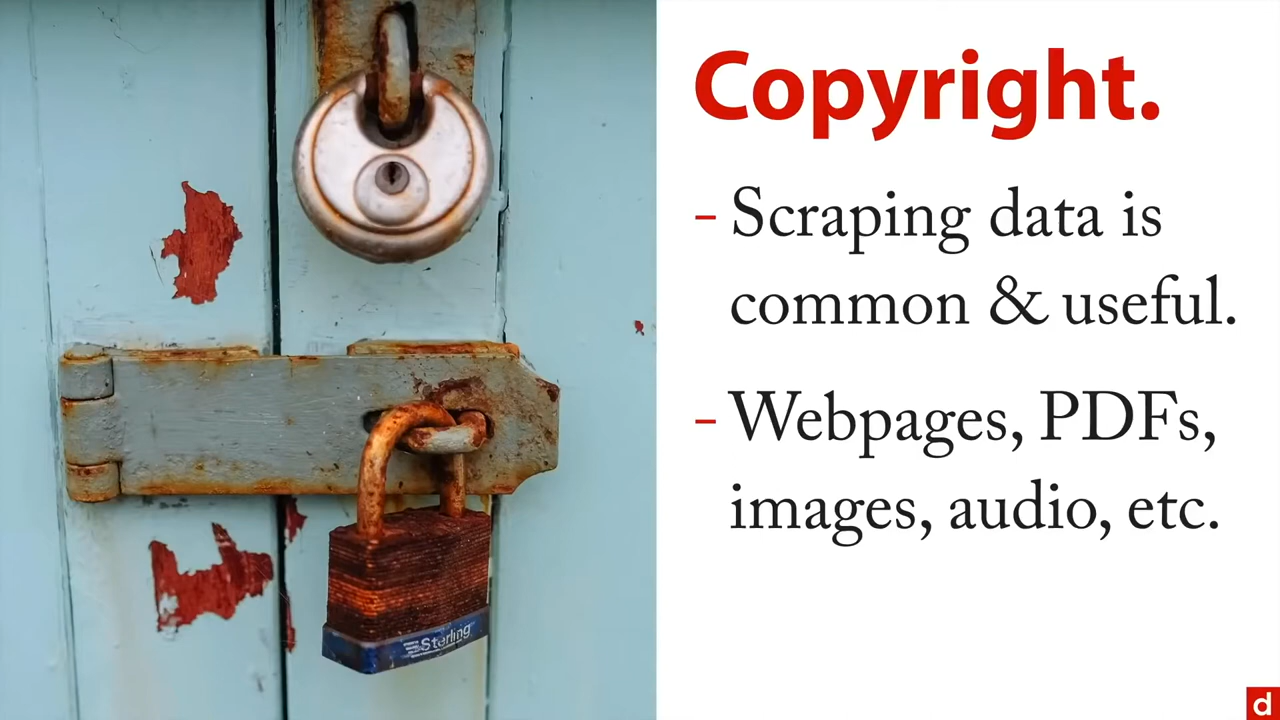 Copyright.
- Scraping data is
common & useful.
- Webpages, PDFs,
images, audio, etc.
Sterling
d